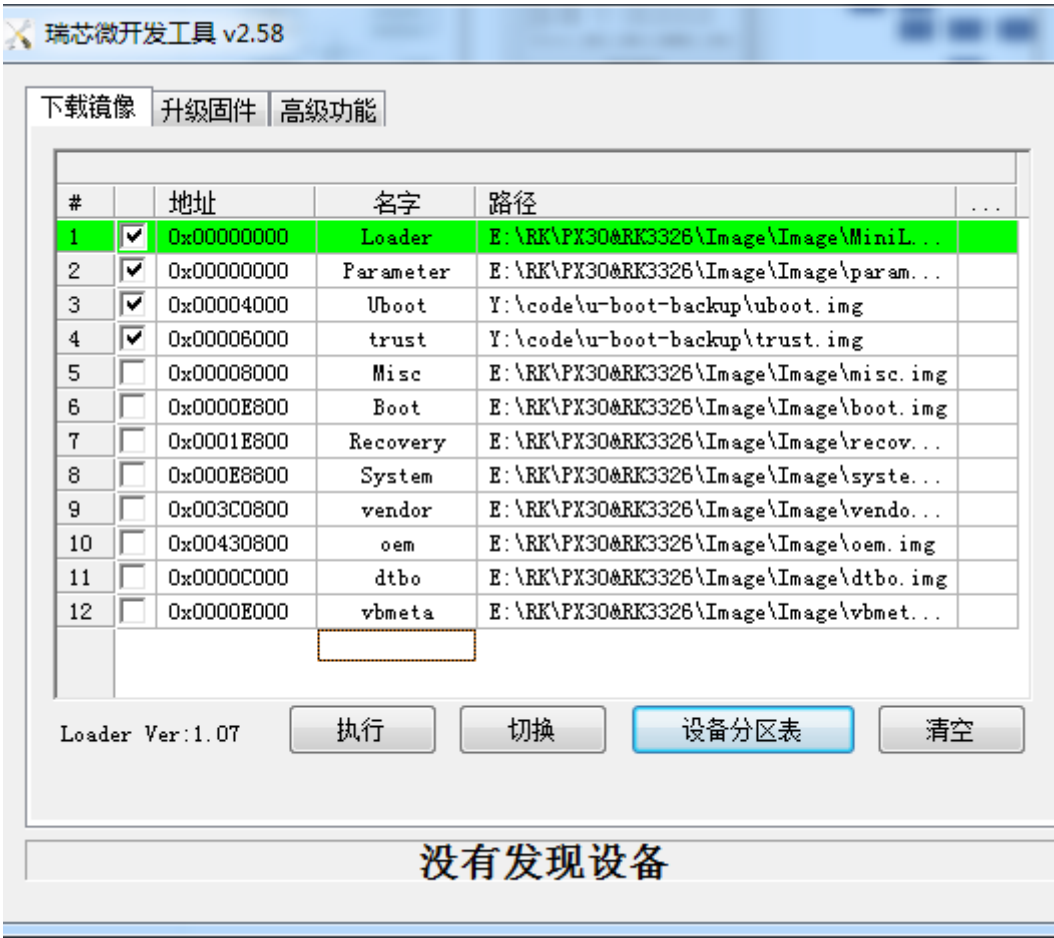 瑞芯微开发工具 v2.58
下载镜像 升级固件 高级功能
# 地址 名字 路径 ...
1 0x00000000 Loader E:\RK\PX30&RK3326\Image\Image\MiniL...
2 0x00000000 Parameter E:\RK\PX30&RK3326\Image\Image\param...
3 0x00004000 Uboot Y:\code\u-boot-backup\uboot.img
4 0x00006000 trust Y:\code\u-boot-backup\trust.img
5 0x00008000 Misc E:\RK\PX30&RK3326\Image\Image\misc.img
6 0x0000E800 Boot E:\RK\PX30&RK3326\Image\Image\boot.img
7 0x0001E800 Recovery E:\RK\PX30&RK3326\Image\Image\recov...
8 0x000E8800 System E:\RK\PX30&RK3326\Image\Image\syste...
9 0x003C0800 vendor E:\RK\PX30&RK3326\Image\Image\vendo...
10 0x00430800 oem E:\RK\PX30&RK3326\Image\Image\oem.img
11 0x0000C000 dtbo E:\RK\PX30&RK3326\Image\Image\dtbo.img
12 0x0000E000 vbmeta E:\RK\PX30&RK3326\Image\Image\vbmet...
Loader Ver:1.07 执行 切换 设备分区表 清空
没有发现设备